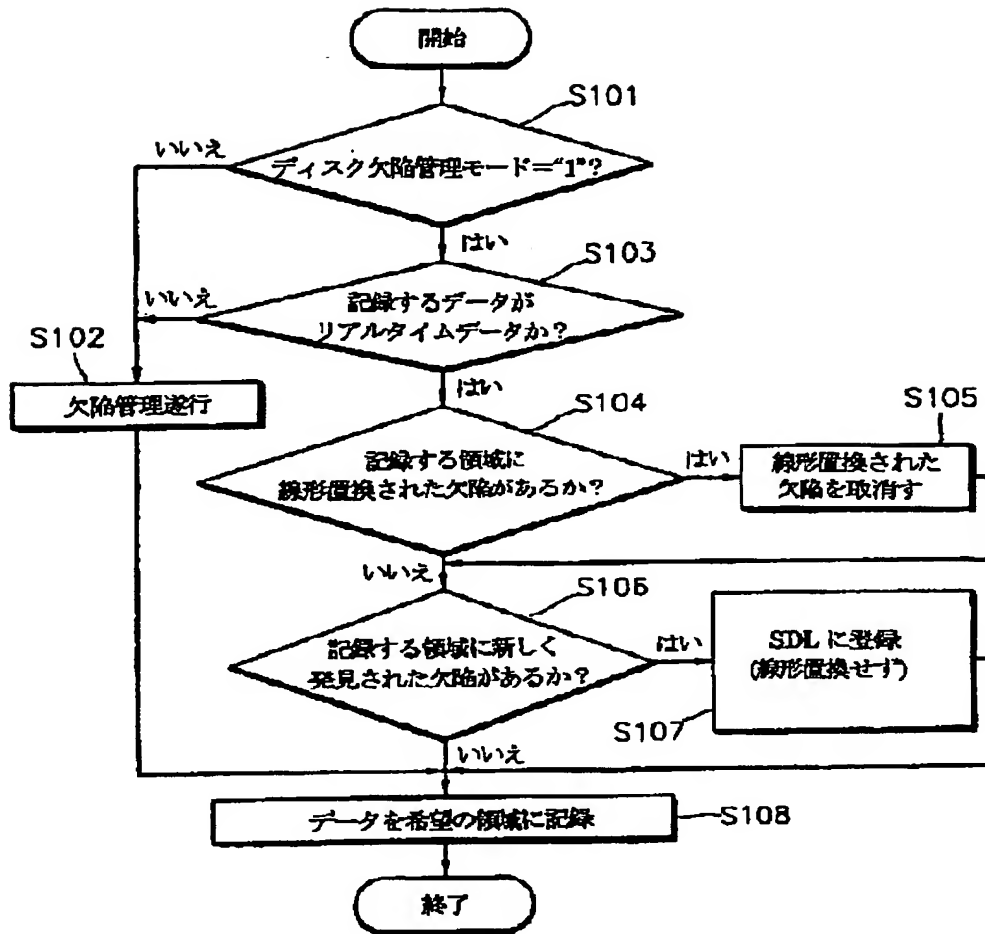 開始
S101
ディスク欠陥管理モード="1"?
いいえ
はい
S103
記録するデータが
リアルタイムデータか?
いいえ
S102
欠陥管理遂行
はい
S104
記録する領域に
線形置換された欠陥があるか?
はい
S105
線形置換された
欠陥を取消す
いいえ
S106
記録する領域に新しく
発見された欠陥があるか?
はい
SDLに登録
(線形置換せず)
S107
いいえ
データを希望の領域に記録
S108
終了